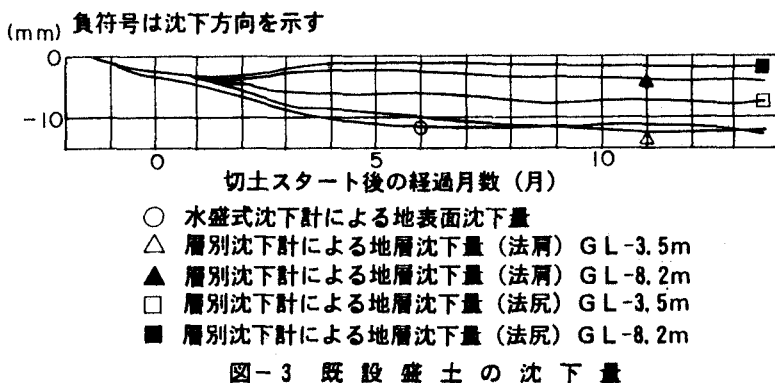 (mm) 負符号は沈下方向を示す
0
-10
0 5 10
切土スタート後の経過月数 (月)
○ 水盛式沈下計による地表面沈下量
△ 層別沈下計による地層沈下量 (法肩) GL-3.5m
▲ 層別沈下計による地層沈下量 (法肩) GL-8.2m
□ 層別沈下計による地層沈下量 (法尻) GL-3.5m
■ 層別沈下計による地層沈下量 (法尻) GL-8.2m
図-3 既設盛土の沈下量